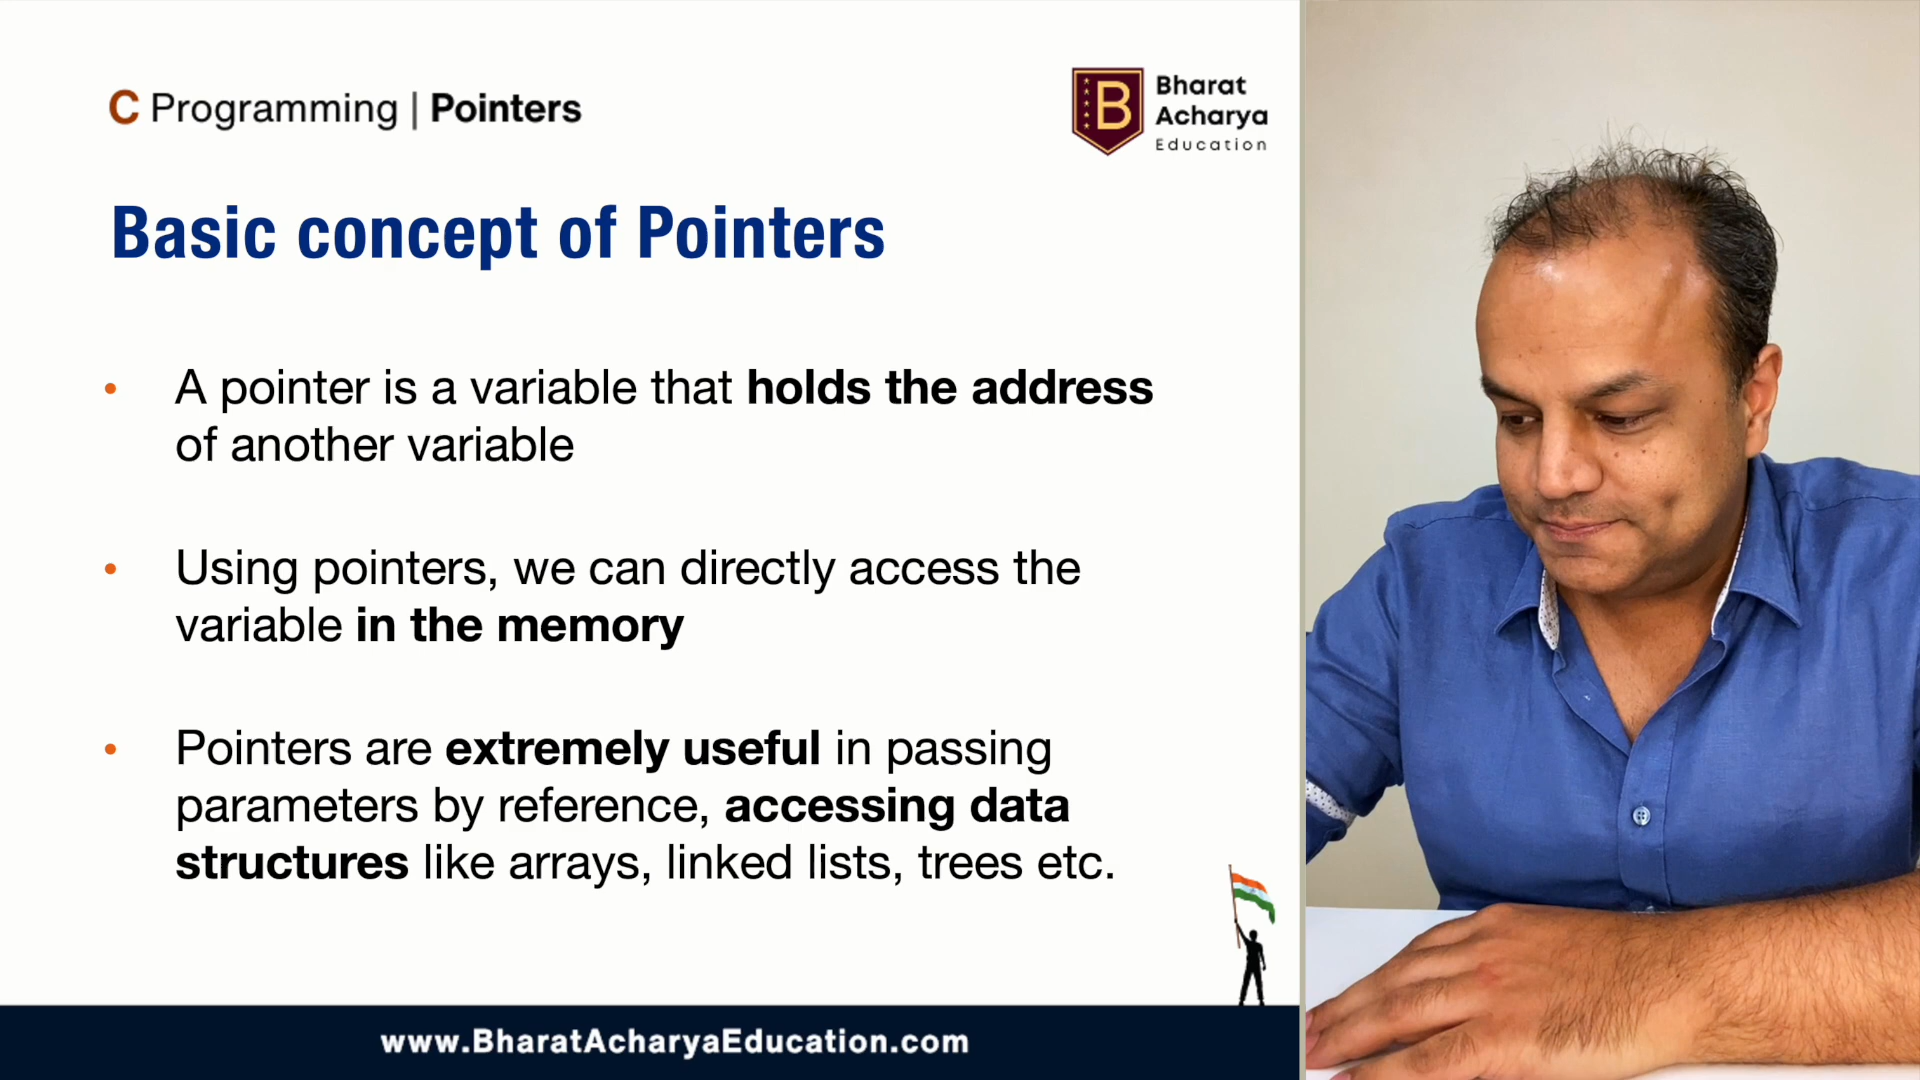 C Programming | Pointers
B
Bharat
Acharya
Education
Basic concept of Pointers
• A pointer is a variable that holds the address
of another variable
• Using pointers, we can directly access the
variable in the memory
• Pointers are extremely useful in passing
parameters by reference, accessing data
structures like arrays, linked lists, trees etc.
www.BharatAcharyaEducation.com